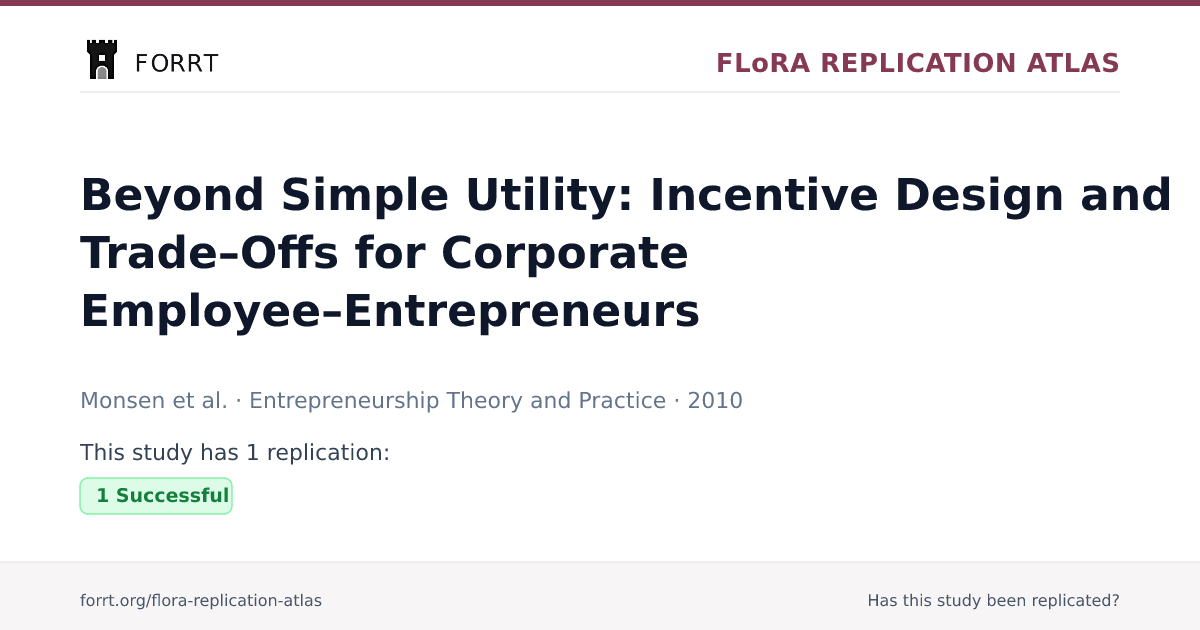 FORRT
FLoRA REPLICATION ATLAS
Beyond Simple Utility: Incentive Design and
Trade–Offs for Corporate
Employee–Entrepreneurs
Monsen et al. · Entrepreneurship Theory and Practice · 2010
This study has 1 replication:
1 Successful
forrt.org/flora-replication-atlas
Has this study been replicated?